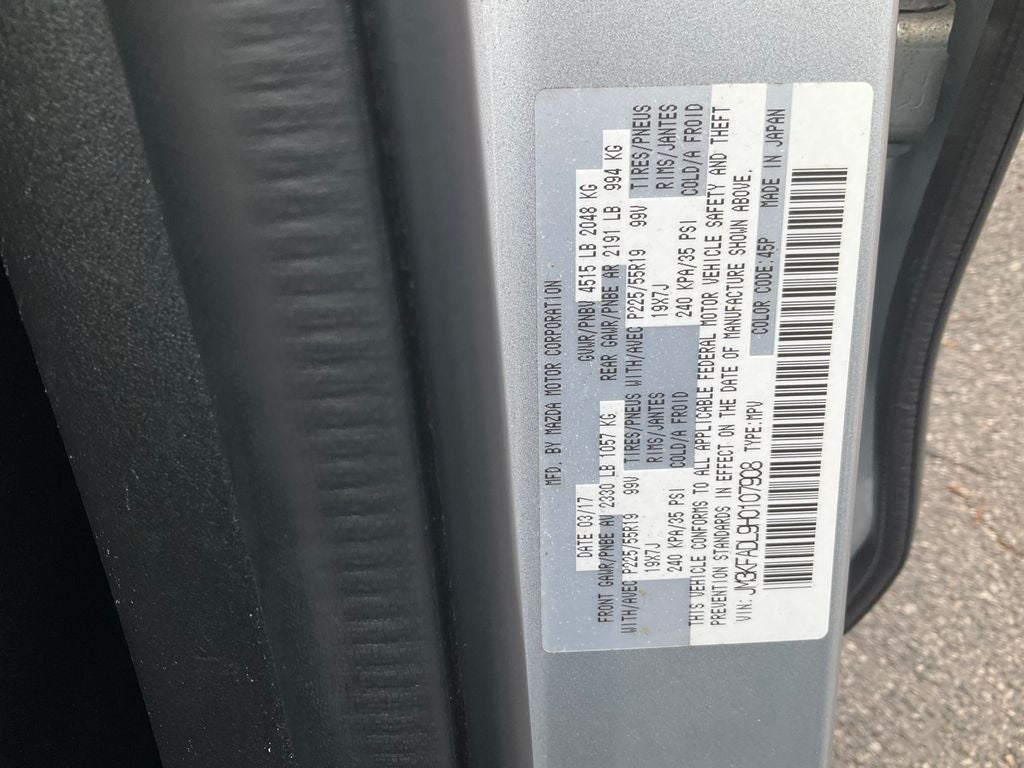 MFD. BY MAZDA MOTOR CORPORATION
DATE 03/17 GVWR/PNBV 4515 LB 2048 KG
FRONT GAWR/PNBE AV 2330 LB 1057 KG REAR GAWR/PNBE AR 2191 LB 994 KG
WITH/AVEC P225/55R19 99V TIRES/PNEUS WITH/AVEC P225/55R19 99V TIRES/PNEUS
19X7J RIMS/JANTES 19X7J RIMS/JANTES
240 KPA/35 PSI COLD/A FROID 240 KPA/35 PSI COLD/A FROID
THIS VEHICLE CONFORMS TO ALL APPLICABLE FEDERAL MOTOR VEHICLE SAFETY AND THEFT
PREVENTION STANDARDS IN EFFECT ON THE DATE OF MANUFACTURE SHOWN ABOVE.
VIN: JM3KFADL9H0107908 TYPE:MPV COLOR CODE:45P MADE IN JAPAN